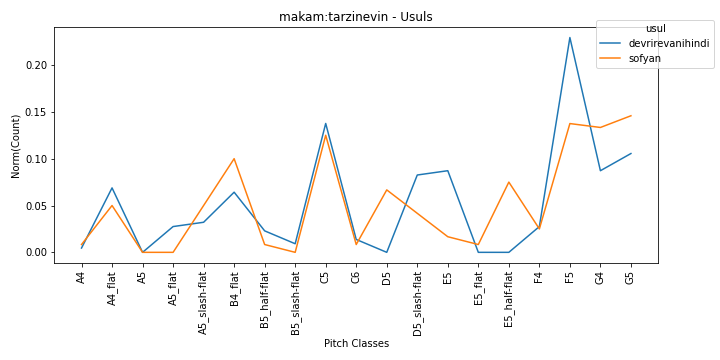 makam:tarzinevin - Usuls
usul
devrirevanihindi
sofyan
Norm(Count)
0.20
0.15
0.10
0.05
0.00
A4
A4_flat
A5
A5_flat
A5_slash-flat
B4_flat
B5_half-flat
B5_slash-flat
C5
C6
D5
D5_slash-flat
E5
E5_flat
E5_half-flat
F4
F5
G4
G5
Pitch Classes